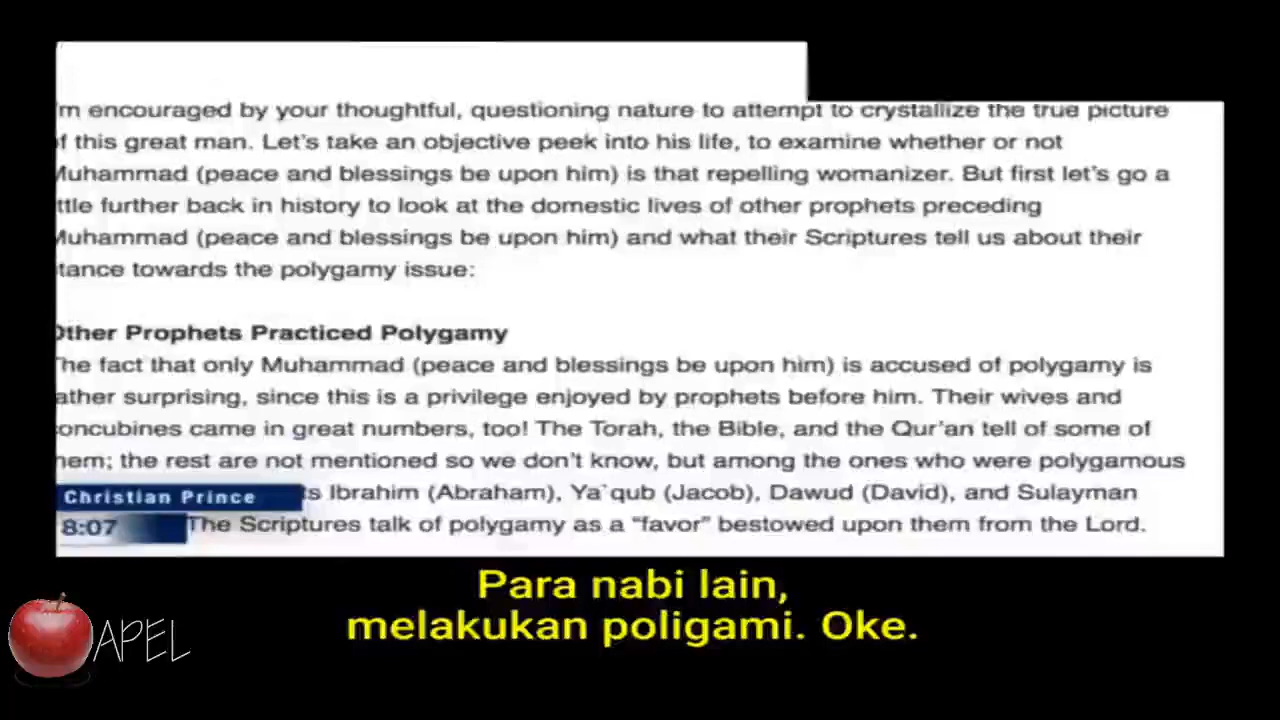 'm encouraged by your thoughtful, questioning nature to attempt to crystallize the true picture
of this great man. Let's take an objective peek into his life, to examine whether or not
Muhammad (peace and blessings be upon him) is that repelling womanizer. But first let's go a
ttle further back in history to look at the domestic lives of other prophets preceding
Muhammad (peace and blessings be upon him) and what their Scriptures tell us about their
tance towards the polygamy issue:
Other Prophets Practiced Polygamy
The fact that only Muhammad (peace and blessings be upon him) is accused of polygamy is
ather surprising, since this is a privilege enjoyed by prophets before him. Their wives and
oncubines came in great numbers, too! The Torah, the Bible, and the Qur'an tell of some of
hem; the rest are not mentioned so we don't know, but among the ones who were polygamous
Christian Prince
ts Ibrahim (Abraham), Ya`qub (Jacob), Dawud (David), and Sulayman
8:07
The Scriptures talk of polygamy as a "favor" bestowed upon them from the Lord.
Para nabi lain,
melakukan poligami. Oke.
APEL